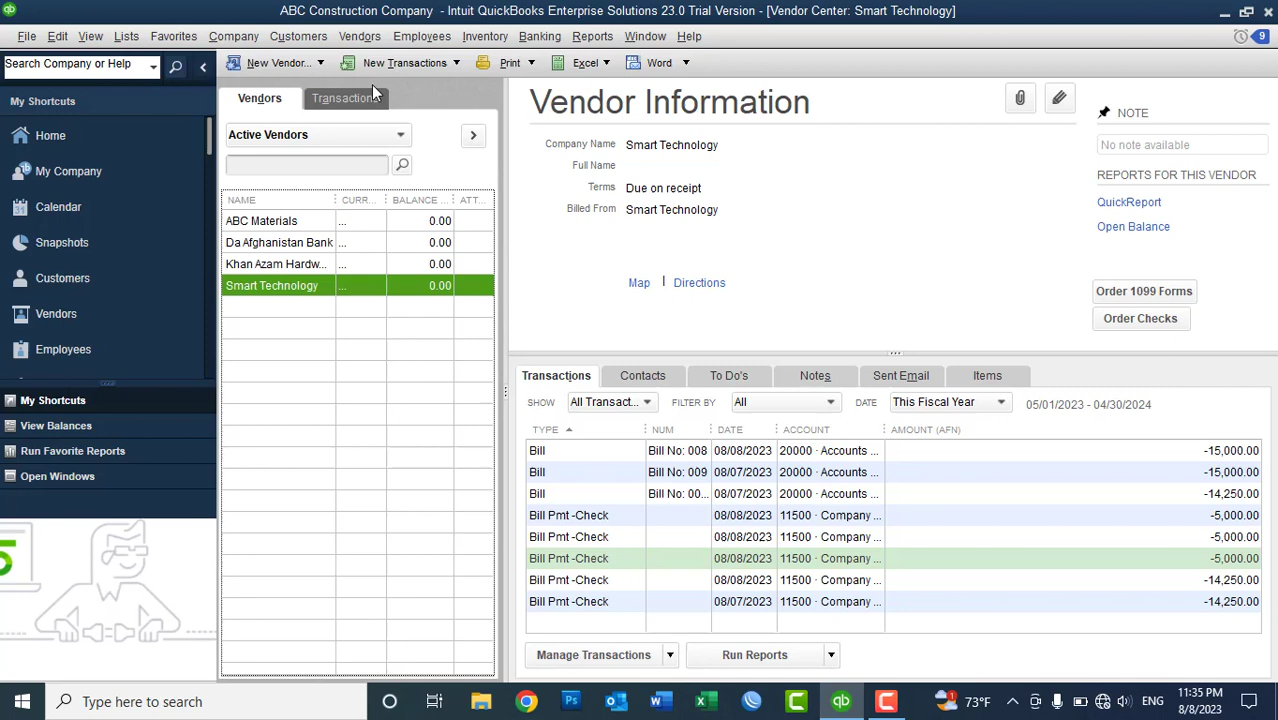 ABC Construction Company - Intuit QuickBooks Enterprise Solutions 23.0 Trial Version - [Vendor Center: Smart Technology]
File Edit View Lists Favorites Company Customers Vendors Employees Inventory Banking Reports Window Help 9
Search Company or Help
New Vendor... New Transactions Print Excel Word
My Shortcuts
Home
My Company
Calendar
Snapshots
Customers
Vendors
Employees
My Shortcuts
View Balances
Run Favorite Reports
Open Windows
Vendors Transactions
Active Vendors
NAME CURR... BALANCE ... ATT...
ABC Materials ... 0.00
Da Afghanistan Bank ... 0.00
Khan Azam Hardw... ... 0.00
Smart Technology ... 0.00
Vendor Information
Company Name Smart Technology
Full Name
Terms Due on receipt
Billed From Smart Technology
Map Directions
NOTE
No note available
REPORTS FOR THIS VENDOR
QuickReport
Open Balance
Order 1099 Forms
Order Checks
Transactions Contacts To Do's Notes Sent Email Items
SHOW All Transact... FILTER BY All DATE This Fiscal Year 05/01/2023 - 04/30/2024
TYPE NUM DATE ACCOUNT AMOUNT (AFN)
Bill Bill No: 008 08/08/2023 20000 · Accounts ... -15,000.00
Bill Bill No: 009 08/07/2023 20000 · Accounts ... -15,000.00
Bill Bill No: 00... 08/07/2023 20000 · Accounts ... -14,250.00
Bill Pmt -Check 08/08/2023 11500 · Company ... -5,000.00
Bill Pmt -Check 08/08/2023 11500 · Company ... -5,000.00
Bill Pmt -Check 08/08/2023 11500 · Company ... -5,000.00
Bill Pmt -Check 08/08/2023 11500 · Company ... -14,250.00
Bill Pmt -Check 08/07/2023 11500 · Company ... -14,250.00
Manage Transactions Run Reports
Type here to search
73°F ENG
11:35 PM
8/8/2023